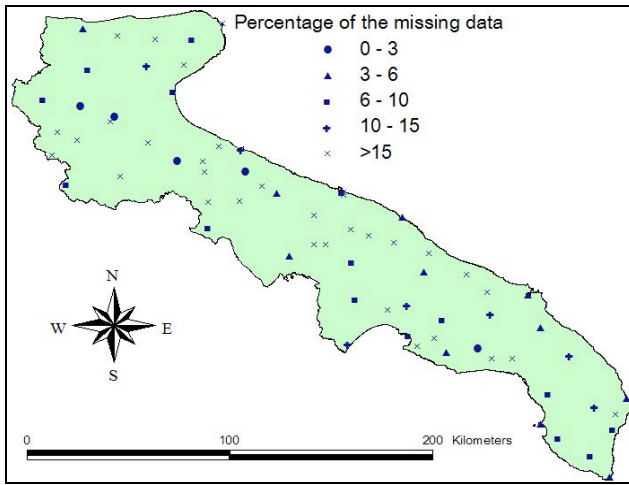 Percentage of the missing data
0 - 3
3 - 6
6 - 10
10 - 15
>15
N
W E
S
0 100 200 Kilometers